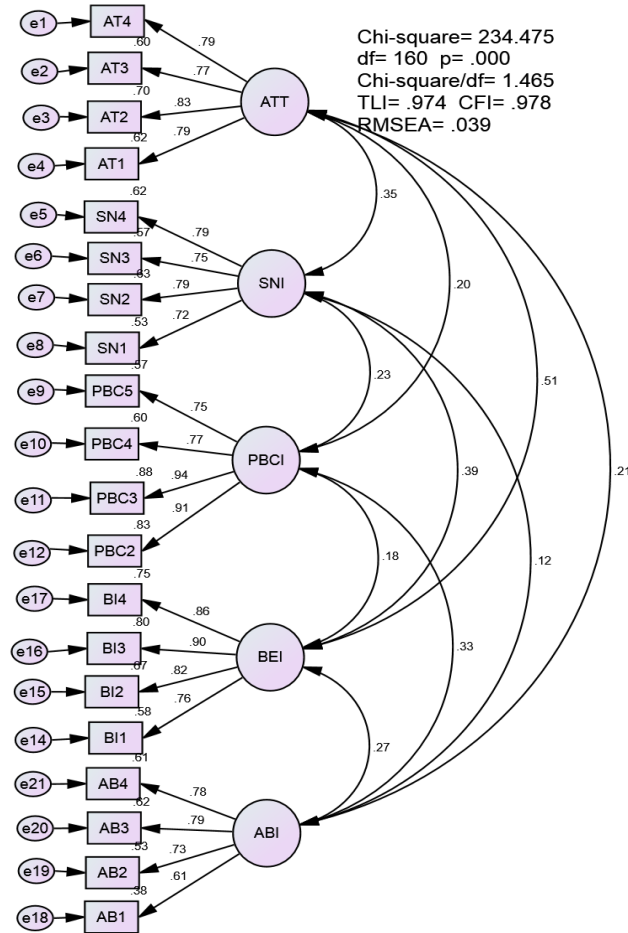 e1 AT4 .79
Chi-square= 234.475
.60
df= 160 p= .000
e2 AT3 .77
Chi-square/df= 1.465
.70
ATT
TLI= .974 CFI= .978
e3 AT2 .83
RMSEA= .039
.62
.79
e4 AT1
.62
.35
e5 SN4 .79
.57
e6 SN3 .75
.63 SNI .20
e7 SN2 .79
.53 .72
e8 SN1
.57
.23 .51
e9 PBC5 .75
.60
e10 PBC4 .77
PBCI
.88 .94 .39 .21
e11 PBC3
.91
.83
e12 PBC2
.18 .12
.75
e17 BI4 .86
.80
e16 BI3 .90
BEI .33
.67 .82
e15 BI2
.58 .76
e14 BI1
.27
.61
e21 AB4 .78
.62
e20 AB3 .79
ABI
.53 .73
e19 AB2
.61
.38
e18 AB1